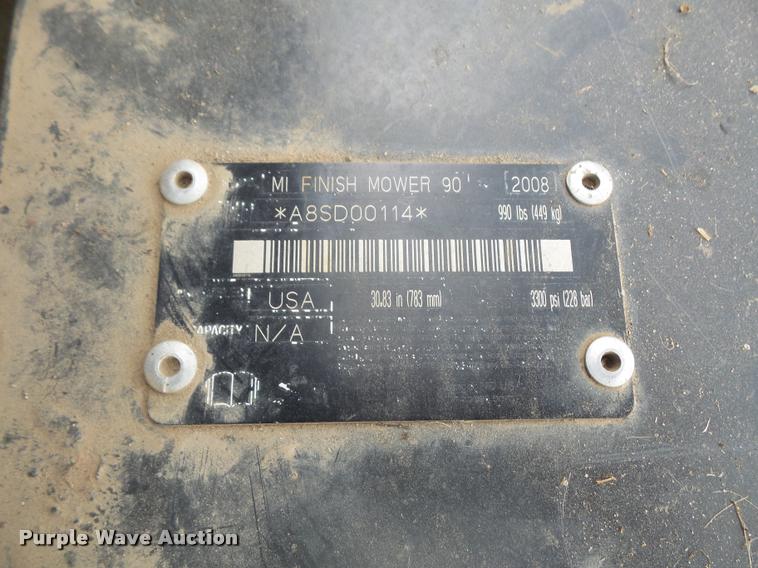 MI FINISH MOWER 90 2008
*A8SD00114* 990 lbs (449 kg)
USA 30.83 in (783 mm) 3300 psi (228 bar)
CAPACITY N/A
Purple Wave Auction